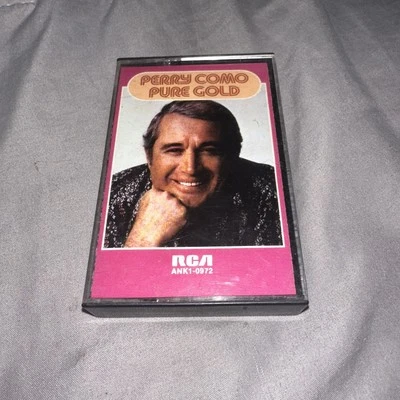 PERRY COMO
PURE GOLD
RCA
ANK1-0972